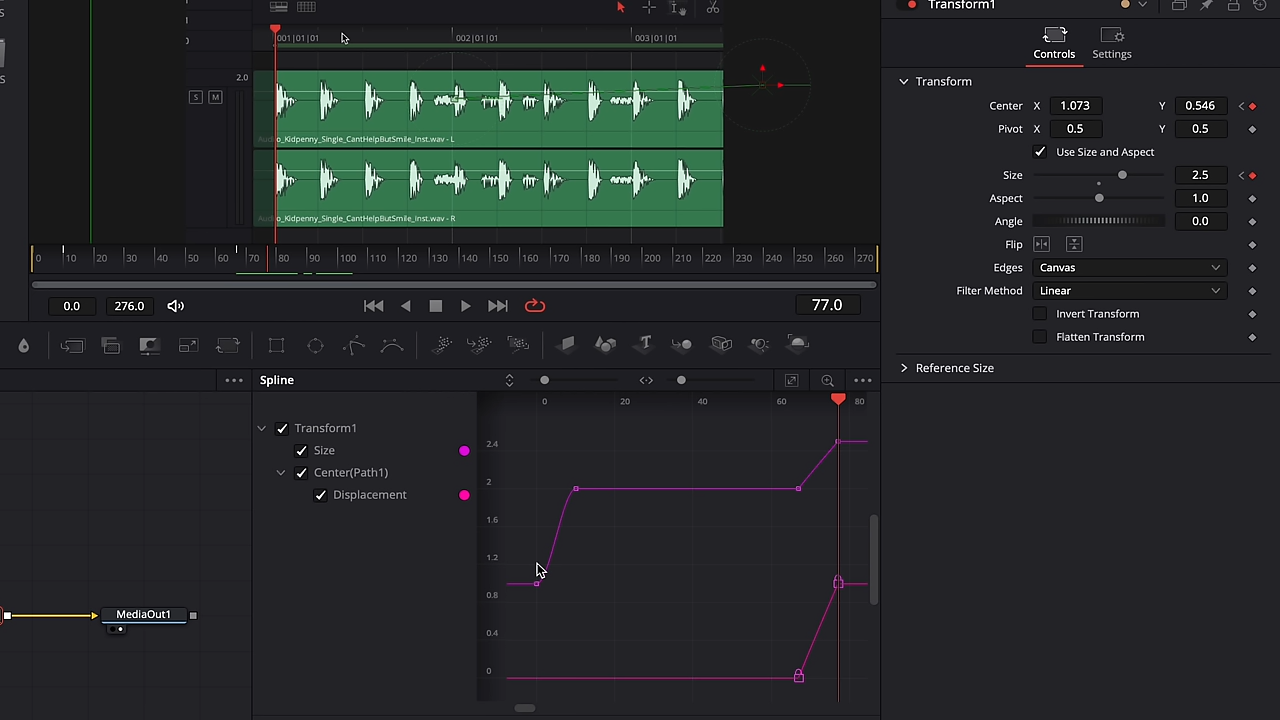 Transform1
Controls Settings
001|01|01 002|01|01 003|01|01
2.0
S M
S
Audio_Kidpenny_Single_CantHelpButSmile_Inst.wav - L
Audio_Kidpenny_Single_CantHelpButSmile_Inst.wav - R
Transform
Center X 1.073 Y 0.546
Pivot X 0.5 Y 0.5
Use Size and Aspect
Size 2.5
Aspect 1.0
Angle 0.0
Flip
Edges Canvas
Filter Method Linear
Invert Transform
Flatten Transform
Reference Size
0 10 20 30 40 50 60 70 80 90 100 110 120 130 140 150 160 170 180 190 200 210 220 230 240 250 260 270
0.0 276.0 77.0
T
Spline
0 20 40 60 80
Transform1
Size
Center(Path1)
Displacement
2.4
2
1.6
1.2
0.8
0.4
0
MediaOut1